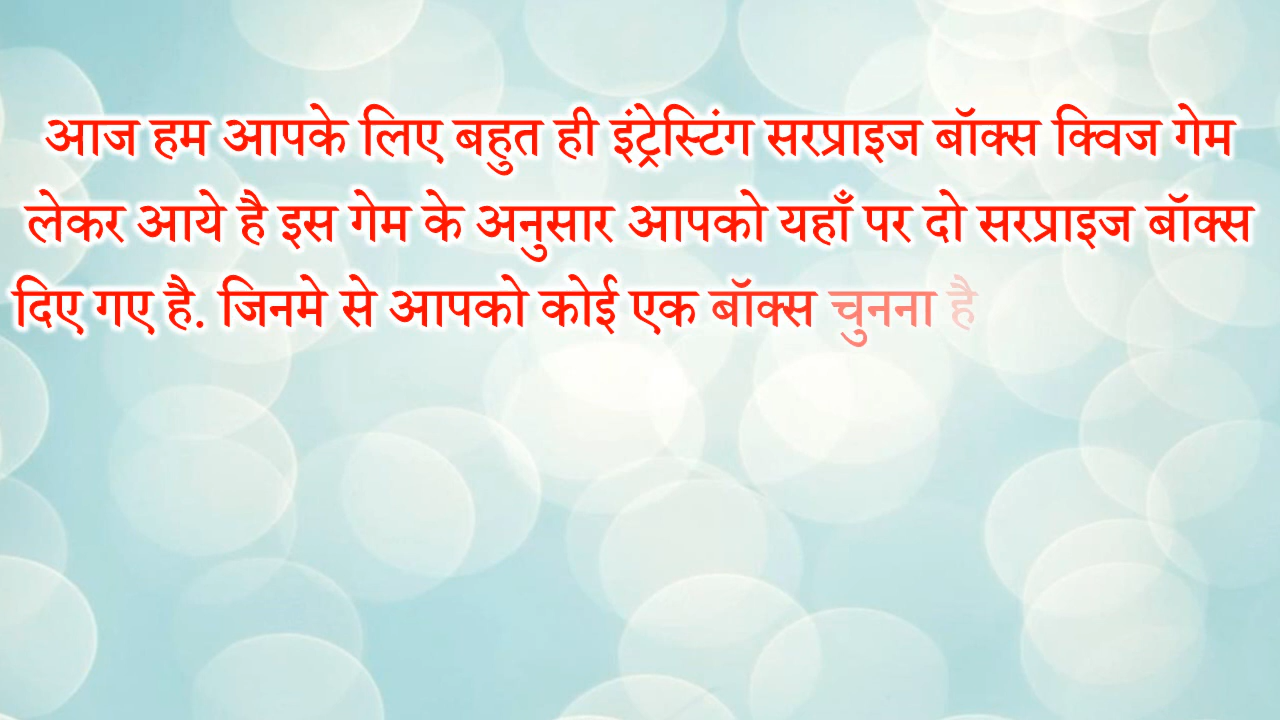 आज हम आपके लिए बहुत ही इंट्रेस्टिंग सरप्राइज बॉक्स क्विज गेम
लेकर आये है इस गेम के अनुसार आपको यहाँ पर दो सरप्राइज बॉक्स
दिए गए है. जिनमे से आपको कोई एक बॉक्स चुनना है